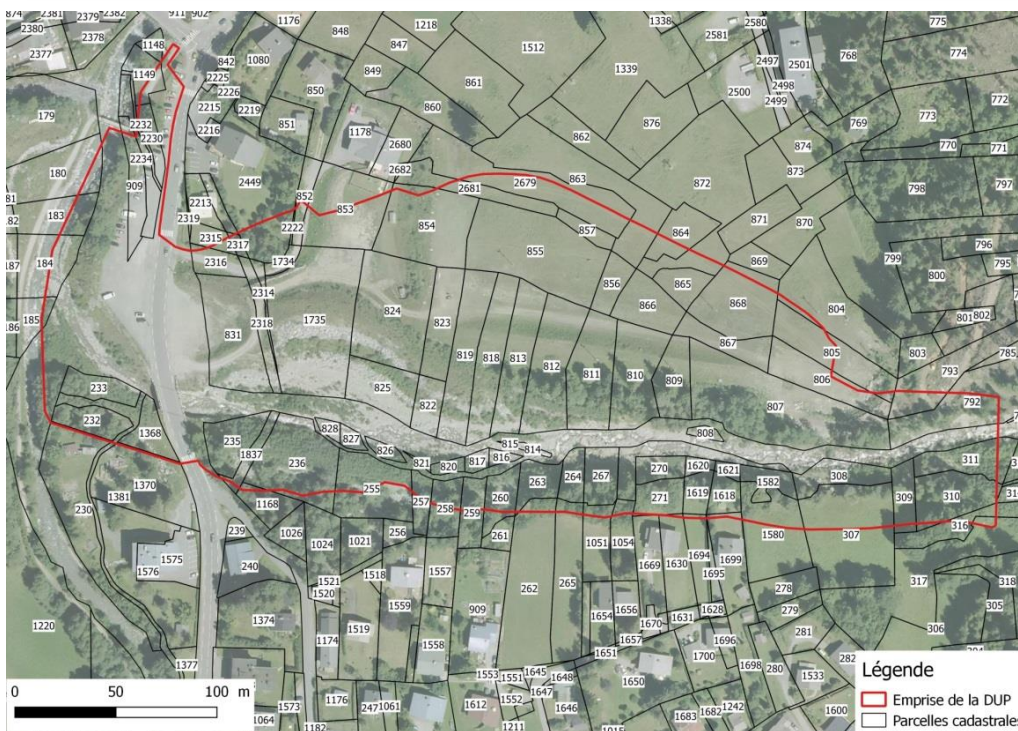 874 2381 2379 2382 911 902 1176 1218 1338 2580 775
2380 2378 848 847 1512 2581 768 774
2377 1148 842 1080 849 861 1339 2497 2501
1149 2225 850 2500 2498 772
179 2226 2215 2219 860 2499 773
2232 2216 851 1178 862 876 769
2230 2680 874 770 771
180 2234 2682 873
81 909 2449 852 2681 2679 863 872 798 797
183 2213 853 871 870
182 2319 2222 854 857 864
2315 2317 855 869 799 796
187 184 2316 1734 795
2314 856 865 868 800
185 831 2318 1735 824 823 866 804 801 802
186 819 818 813 812 867 805 803 785
811 810 809 806 793
233 825 822 807 792
232 1368 235 828 827 815 814 808
1837 826 816
236 821 820 817 263 264 267 270 1620 1621 308 311
1370 255 257 260 271 1619 1618 1582 309 310
1381 1168 258 259 316
230 1026 256 261 1580 307
239 1024 1021 1051 1054 1694
1575 240 1669 1630 1699
1576 1521 1518 1557 262 265 1695 278 317 318
1520 1559 1654 1656 279 305
1220 1374 1519 909 1670 1631 1628 281 306
1174 1558 1657 1696
1377 1651 1700
1553 1551 1645 1648 1698 280 1533
1176 1552 1647 1650
1573 247 1061 1612 1646 1242 1600
1064 1182 1211 1683 1682
0 50 100 m
Légende
Emprise de la DUP
Parcelles cadastrales